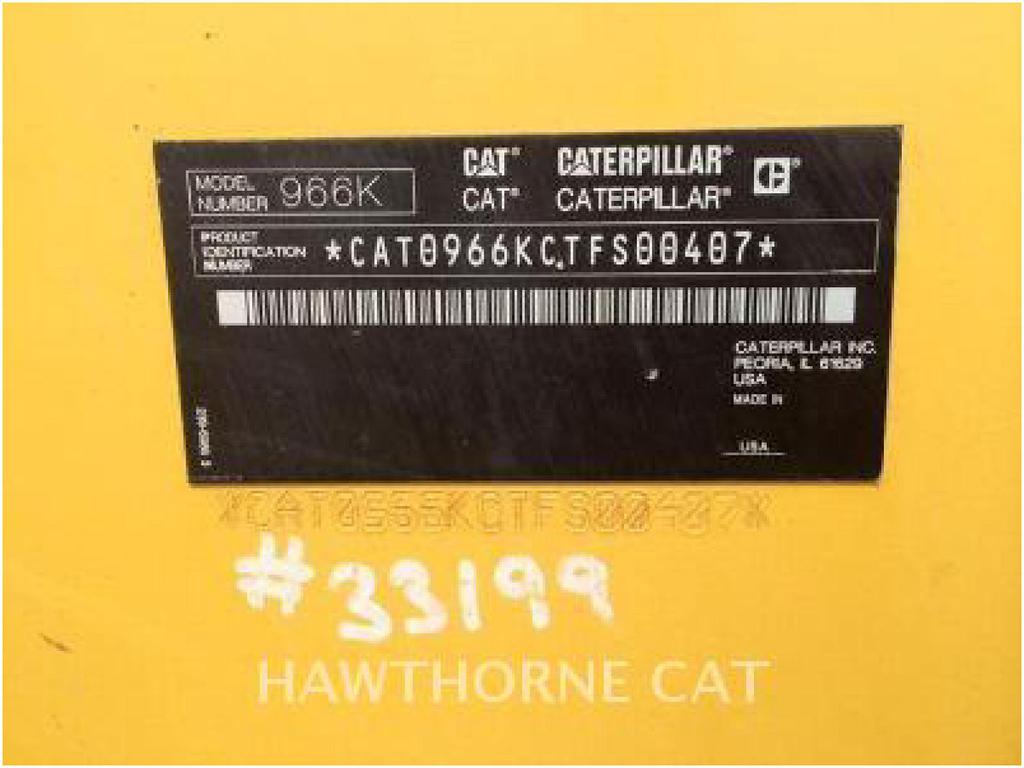 CAT® CATERPILLAR®
MODEL NUMBER 966K
CAT® CATERPILLAR®
PRODUCT
IDENTIFICATION
NUMBER
*CAT0966KCTFS00407*
CATERPILLAR INC.
PEORIA, IL 61629
USA
MADE IN
USA
*CAT0966KCTFS00407*
#33199
HAWTHORNE CAT